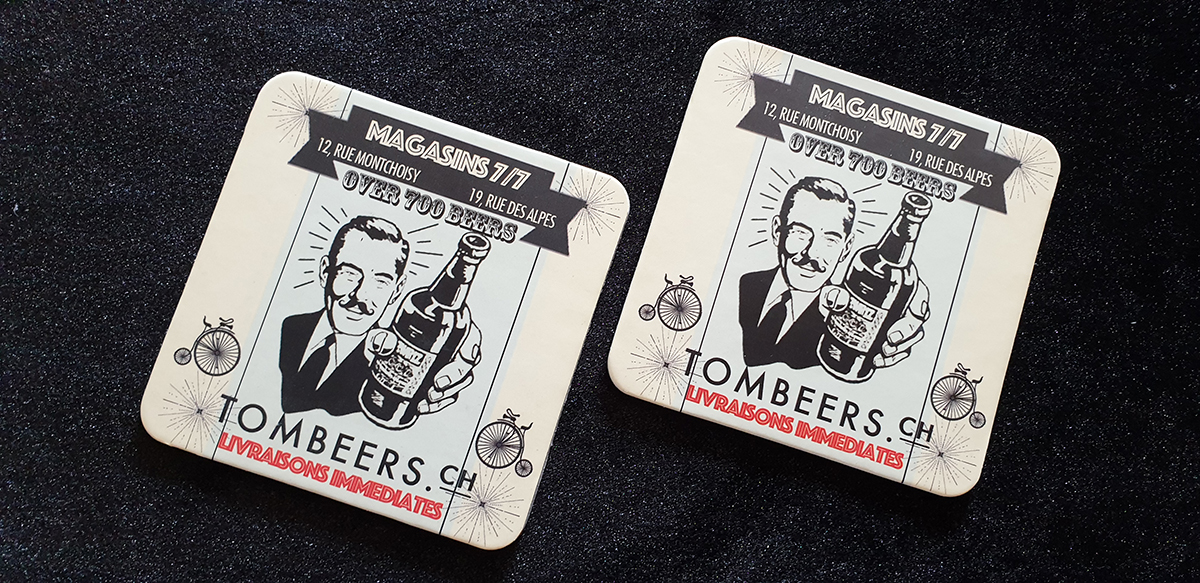 MAGASINS 7/7
12, RUE MONTCHOISY
19, RUE DES ALPES
OVER 700 BEERS
TOMBEERS.CH
LIVRAISONS IMMEDIATES
MAGASINS 7/7
12, RUE MONTCHOISY
19, RUE DES ALPES
OVER 700 BEERS
TOMBEERS.CH
LIVRAISONS IMMEDIATES